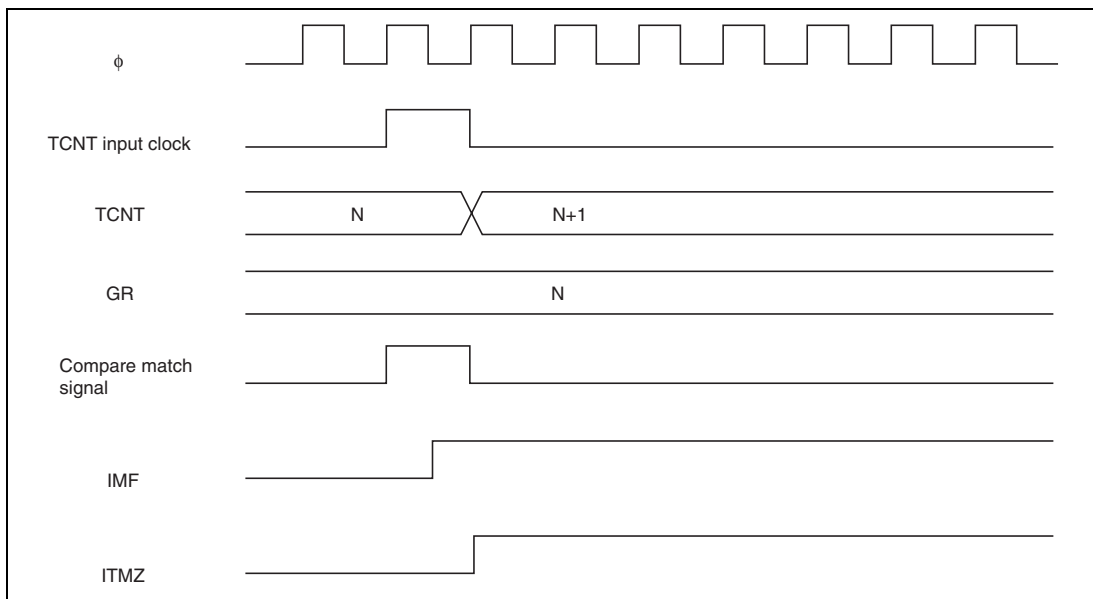 ϕ
TCNT input clock
TCNT
N
N+1
GR
N
Compare match
signal
IMF
ITMZ